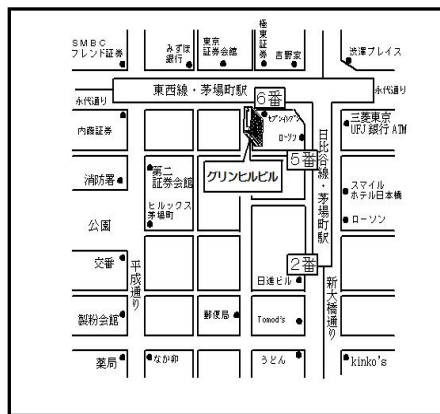 SMBC
フレンド証券
みずほ
銀行
東京
証券会館
極東証券
吉野家
渋澤プレイス
永代通り
東西線・茅場町駅
永代通り
6番
内藤証券
セブンイレブン
ローソン
三菱東京
UFJ 銀行 ATM
5番
日比谷線・茅場町駅
消防署
第二
証券会館
グリンヒルビル
スマイル
ホテル日本橋
ヒルックス
茅場町
ローソン
公園
交番
平成通り
2番
日進ビル
新大橋通り
製粉会館
郵便局
Tomod's
薬局
なか卯
うどん
kinko's